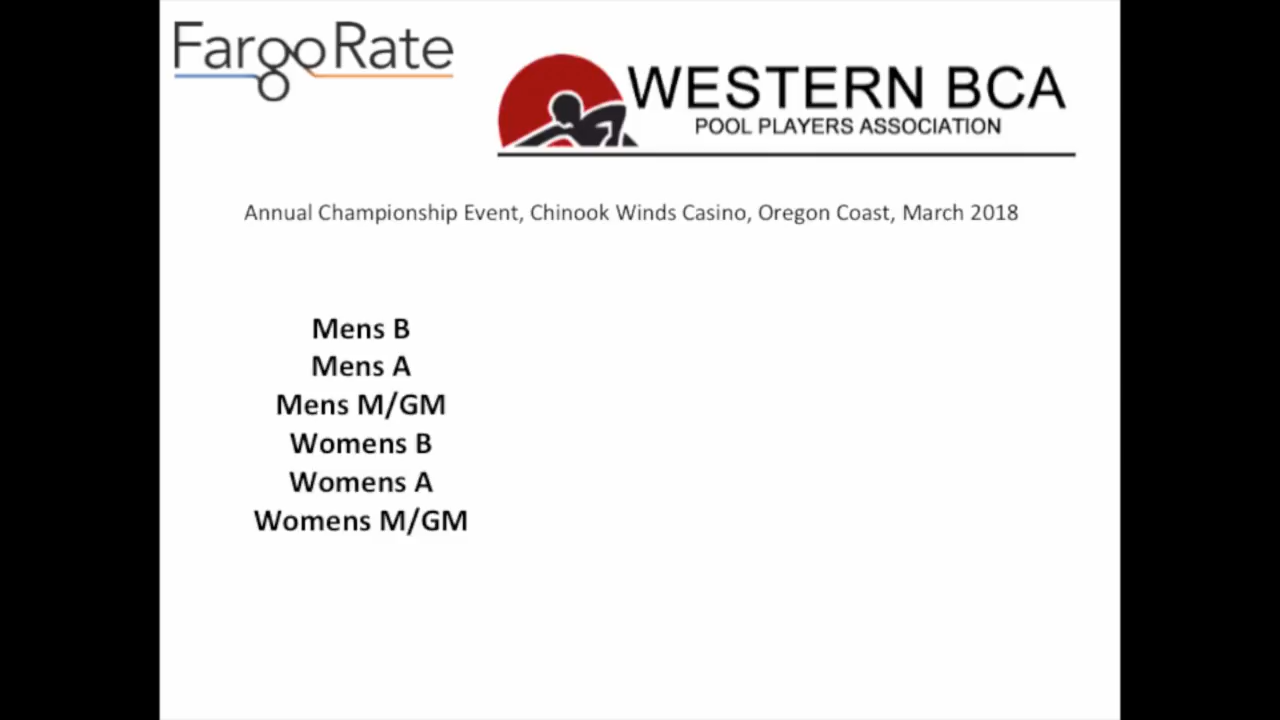 FargoRate
WESTERN BCA
POOL PLAYERS ASSOCIATION
Annual Championship Event, Chinook Winds Casino, Oregon Coast, March 2018
Mens B
Mens A
Mens M/GM
Womens B
Womens A
Womens M/GM